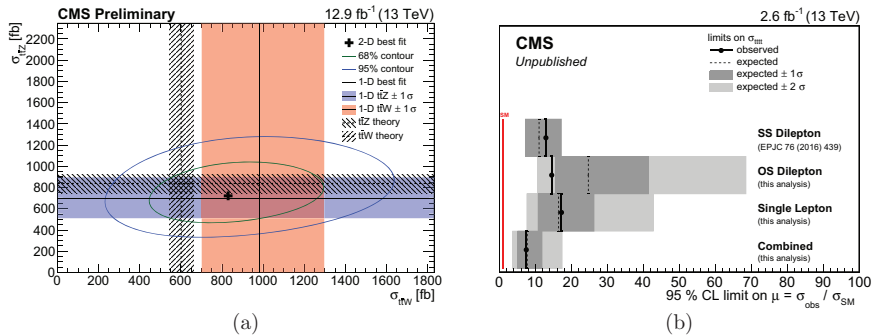 CMS Preliminary 12.9 fb⁻¹ (13 TeV)
σ_tt̄Z [fb]
2200
2000
1800
1600
1400
1200
1000
800
600
400
200
0
2-D best fit
68% contour
95% contour
1-D best fit
1-D tt̄Z ± 1 σ
1-D tt̄W ± 1 σ
tt̄Z theory
tt̄W theory
0 200 400 600 800 1000 1200 1400 1600 1800
σ_tt̄W [fb]
(a)
2.6 fb⁻¹ (13 TeV)
CMS
Unpublished
limits on σ_tttt
observed
expected
expected ± 1σ
expected ± 2 σ
SM
SS Dilepton
(EPJC 76 (2016) 439)
OS Dilepton
(this analysis)
Single Lepton
(this analysis)
Combined
(this analysis)
0 10 20 30 40 50 60 70 80 90 100
95 % CL limit on μ = σ_obs / σ_SM
(b)